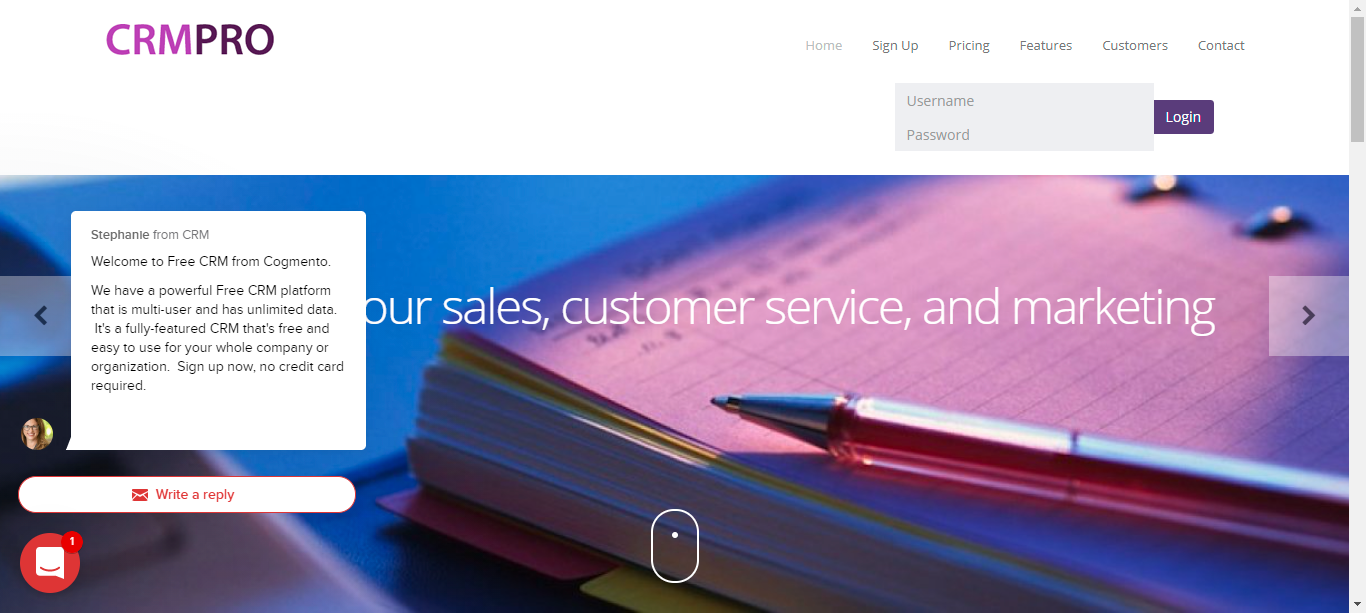 CRMPRO
Home Sign Up Pricing Features Customers Contact
Username
Password
Login
Stephanie from CRM
Welcome to Free CRM from Cogmento.
We have a powerful Free CRM platform
that is multi-user and has unlimited data.
It's a fully-featured CRM that's free and
easy to use for your whole company or
organization. Sign up now, no credit card
required.
our sales, customer service, and marketing
Write a reply
1